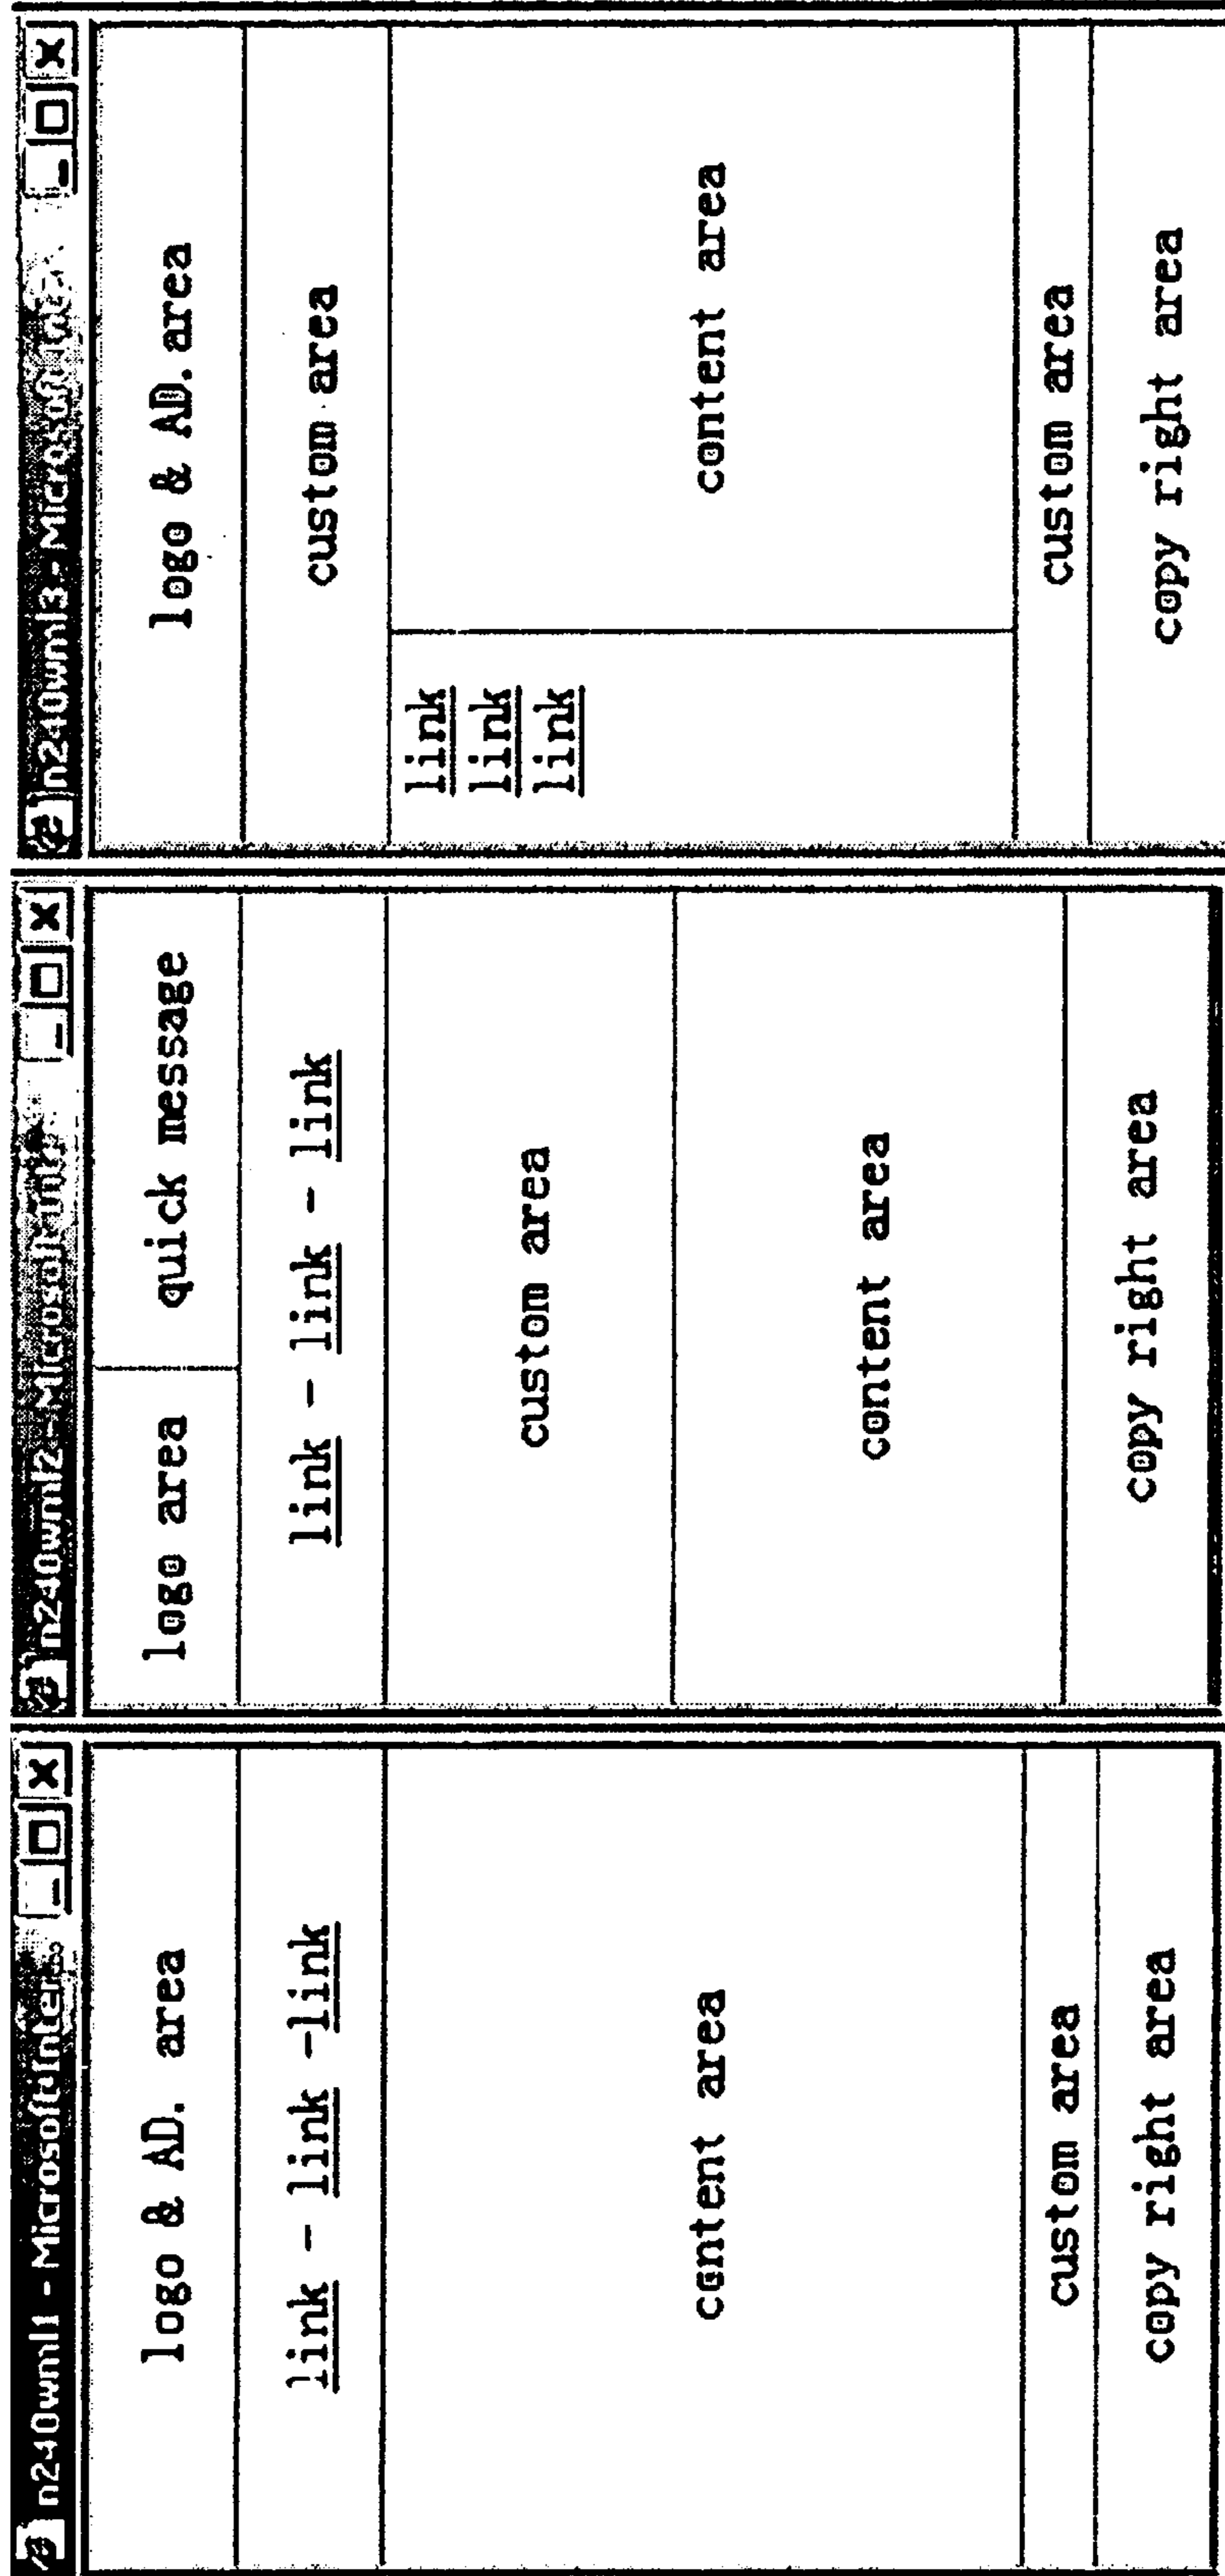 n240wml1 - Microsoft Inter
logo & AD. area
link - link -link
content area
custom area
copy right area
n240wml2 - Microsoft Int
logo area quick message
link - link - link
custom area
content area
copy right area
n240wml3 - Microsoft
logo & AD. area
custom area
link
link
link
content area
custom area
copy right area